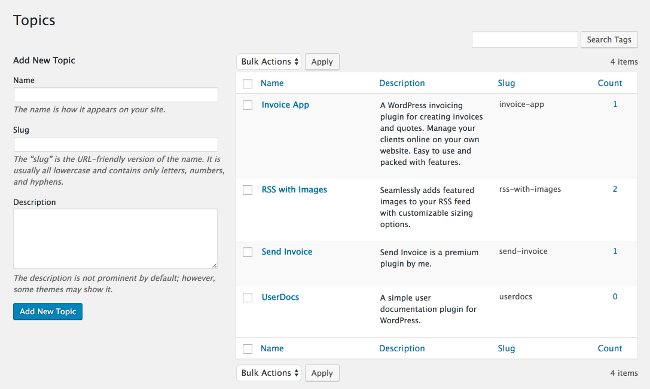 Topics
Search Tags
Add New Topic
Name
The name is how it appears on your site.
Slug
The “slug” is the URL-friendly version of the name. It is
usually all lowercase and contains only letters, numbers,
and hyphens.
Description
The description is not prominent by default; however,
some themes may show it.
Add New Topic
Bulk Actions Apply 4 items
Name Description Slug Count
Invoice App A WordPress invoicing invoice-app 1
plugin for creating invoices
and quotes. Manage your
clients online on your own
website. Easy to use and
packed with features.
RSS with Images Seamlessly adds featured rss-with-images 2
images to your RSS feed
with customizable sizing
options.
Send Invoice Send Invoice is a premium send-invoice 1
plugin by me.
UserDocs A simple user userdocs 0
documentation plugin for
WordPress.
Name Description Slug Count
Bulk Actions Apply 4 items